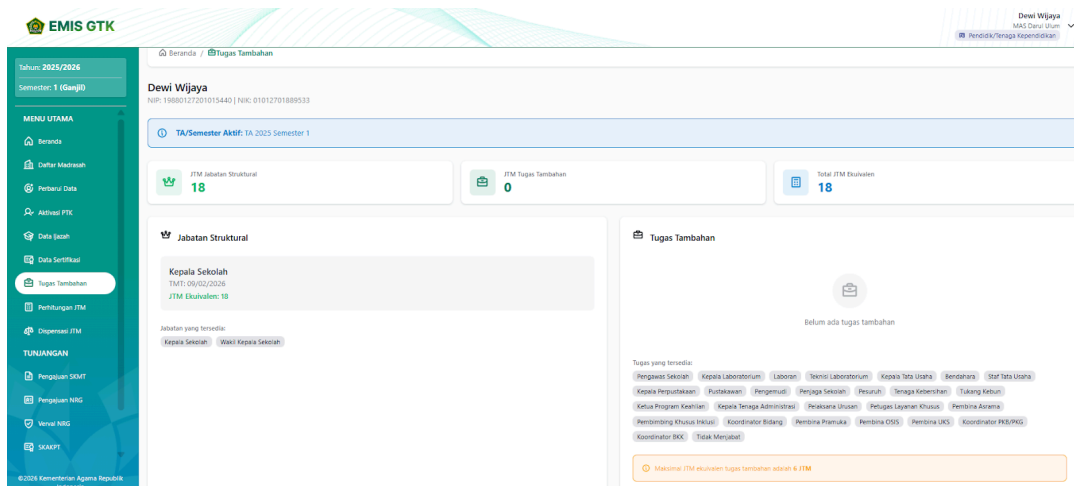 EMIS GTK
Dewi Wijaya
MAS Darul Ulum
Pendidik/Tenaga Kependidikan
Tahun: 2025/2026
Semester: 1 (Ganjil)
MENU UTAMA
Beranda
Daftar Madrasah
Perbarui Data
Aktivasi PTK
Data Ijazah
Data Sertifikasi
Tugas Tambahan
Perhitungan JTM
Dispensasi JTM
TUNJANGAN
Pengajuan SKMT
Pengajuan NRG
Verval NRG
SKAKPT
©2026 Kementerian Agama Republik
Beranda / Tugas Tambahan
Dewi Wijaya
NIP: 19880127201015440 | NIK: 01012701889533
TA/Semester Aktif: TA 2025 Semester 1
JTM Jabatan Struktural
18
JTM Tugas Tambahan
0
Total JTM Ekuivalen
18
Jabatan Struktural
Kepala Sekolah
TMT: 09/02/2026
JTM Ekuivalen: 18
Jabatan yang tersedia:
Kepala Sekolah Wakil Kepala Sekolah
Tugas Tambahan
Belum ada tugas tambahan
Tugas yang tersedia:
Pengawas Sekolah Kepala Laboratorium Laboran Teknisi Laboratorium Kepala Tata Usaha Bendahara Staf Tata Usaha
Kepala Perpustakaan Pustakawan Pengemudi Penjaga Sekolah Pesuruh Tenaga Kebersihan Tukang Kebun
Ketua Program Keahlian Kepala Tenaga Administrasi Pelaksana Urusan Petugas Layanan Khusus Pembina Asrama
Pembimbing Khusus Inklusi Koordinator Bidang Pembina Pramuka Pembina OSIS Pembina UKS Koordinator PKB/PKG
Koordinator BKK Tidak Menjabat
Maksimal JTM ekuivalen tugas tambahan adalah 6 JTM.